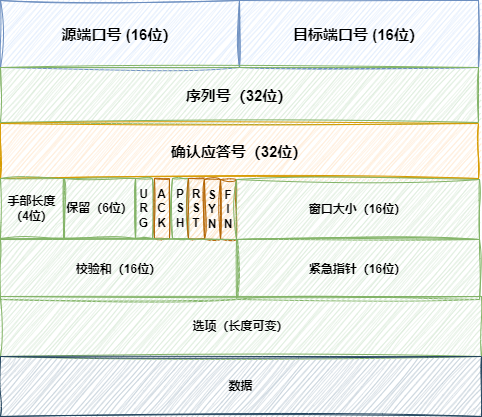 源端口号 (16位)
目标端口号 (16位)
序列号（32位)
确认应答号（32位）
手部长度
(4位)
保留（6位）
URG
ACK
PSH
RST
SYN
FIN
窗口大小（16位）
校验和（16位）
紧急指针（16位）
选项（长度可变）
数据